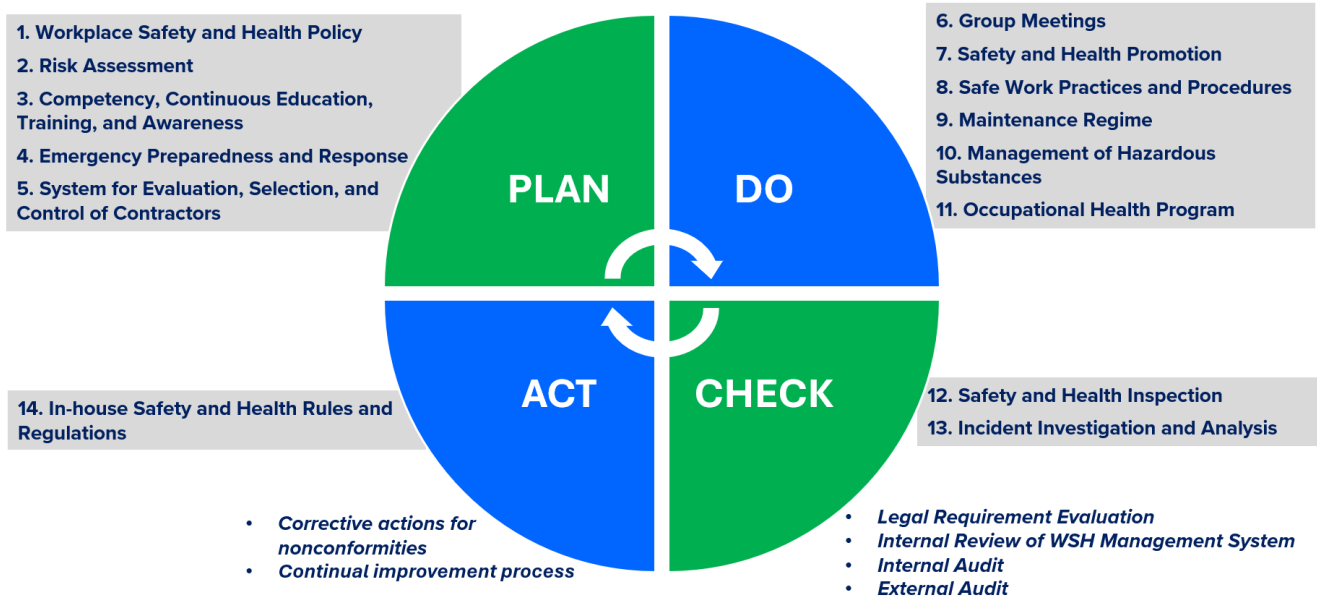 1. Workplace Safety and Health Policy
2. Risk Assessment
3. Competency, Continuous Education,
Training, and Awareness
4. Emergency Preparedness and Response
5. System for Evaluation, Selection, and
Control of Contractors
PLAN
DO
6. Group Meetings
7. Safety and Health Promotion
8. Safe Work Practices and Procedures
9. Maintenance Regime
10. Management of Hazardous
Substances
11. Occupational Health Program
14. In-house Safety and Health Rules and
Regulations
ACT
CHECK
12. Safety and Health Inspection
13. Incident Investigation and Analysis
• Corrective actions for
nonconformities
• Continual improvement process
• Legal Requirement Evaluation
• Internal Review of WSH Management System
• Internal Audit
• External Audit